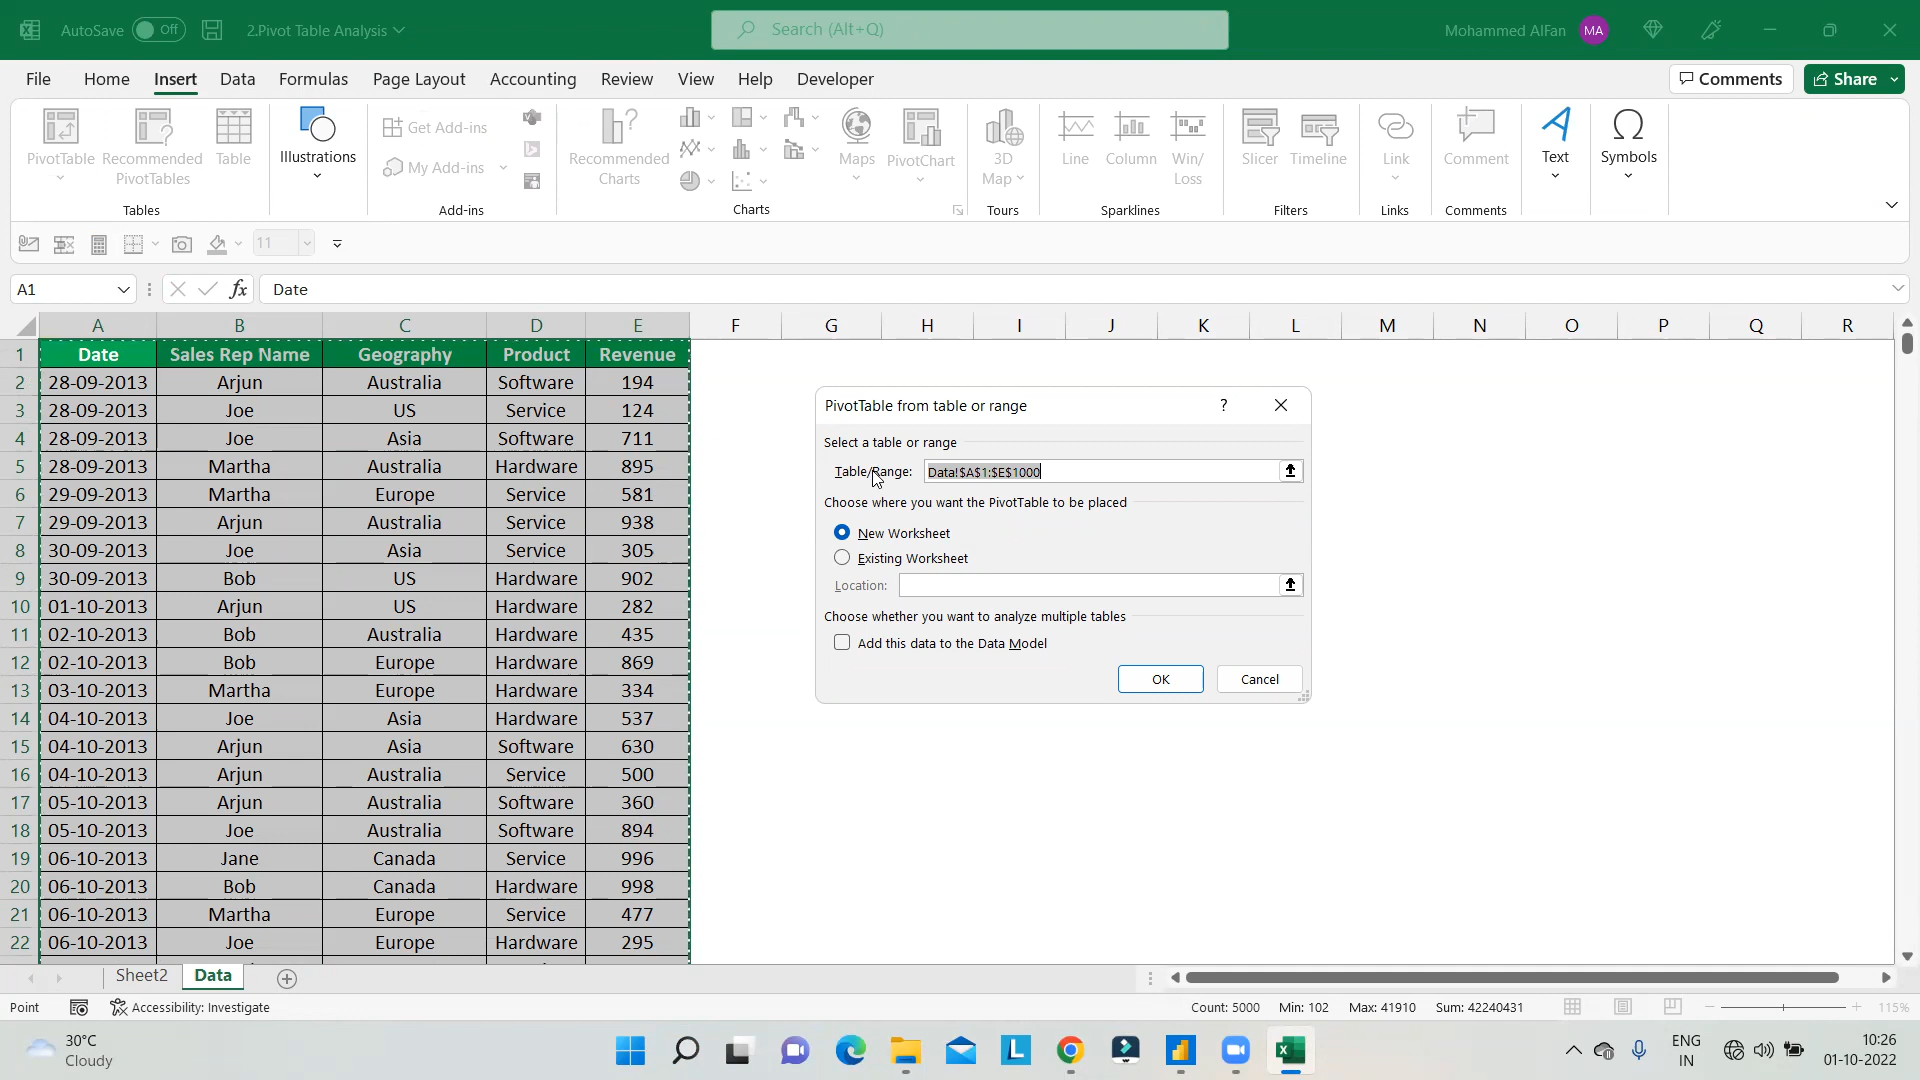 AutoSave Off 2.Pivot Table Analysis Search (Alt+Q) Mohammed AlFan MA
File Home Insert Data Formulas Page Layout Accounting Review View Help Developer Comments Share
PivotTable Recommended PivotTables Table Illustrations Get Add-ins My Add-ins Recommended Charts Maps PivotChart 3D Map Line Column Win/Loss Slicer Timeline Link Comment Text Symbols
Tables Add-ins Charts Tours Sparklines Filters Links Comments
11
A1 fx Date
A B C D E F G H I J K L M N O P Q R
1 Date Sales Rep Name Geography Product Revenue
2 28-09-2013 Arjun Australia Software 194
3 28-09-2013 Joe US Service 124
4 28-09-2013 Joe Asia Software 711
5 28-09-2013 Martha Australia Hardware 895
6 29-09-2013 Martha Europe Service 581
7 29-09-2013 Arjun Australia Service 938
8 30-09-2013 Joe Asia Service 305
9 30-09-2013 Bob US Hardware 902
10 01-10-2013 Arjun US Hardware 282
11 02-10-2013 Bob Australia Hardware 435
12 02-10-2013 Bob Europe Hardware 869
13 03-10-2013 Martha Europe Hardware 334
14 04-10-2013 Joe Asia Hardware 537
15 04-10-2013 Arjun Asia Software 630
16 04-10-2013 Arjun Australia Service 500
17 05-10-2013 Arjun Australia Software 360
18 05-10-2013 Joe Australia Software 894
19 06-10-2013 Jane Canada Service 996
20 06-10-2013 Bob Canada Hardware 998
21 06-10-2013 Martha Europe Service 477
22 06-10-2013 Joe Europe Hardware 295
PivotTable from table or range ?
Select a table or range
Table/Range: Data!$A$1:$E$1000
Choose where you want the PivotTable to be placed
New Worksheet
Existing Worksheet
Location:
Choose whether you want to analyze multiple tables
Add this data to the Data Model
OK Cancel
Sheet2 Data
Point Accessibility: Investigate Count: 5000 Min: 102 Max: 41910 Sum: 42240431 115%
30°C
Cloudy
L
ENG
IN
10:26
01-10-2022